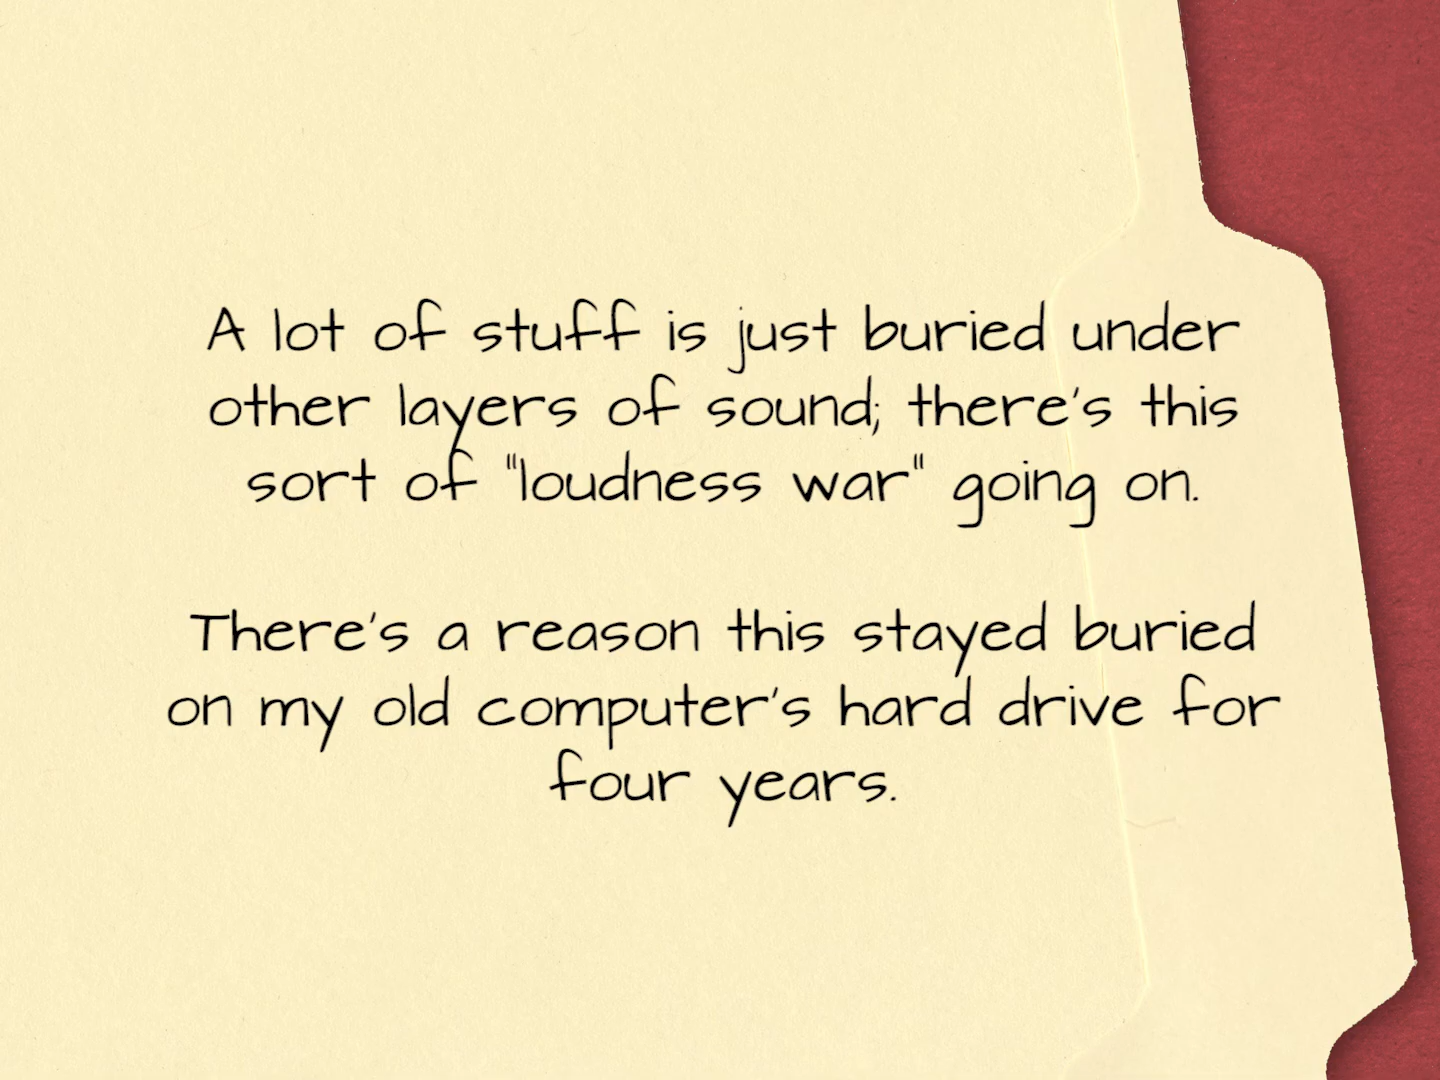 A lot of stuff is just buried under
other layers of sound; there's this
sort of "loudness war" going on.
There's a reason this stayed buried
on my old computer's hard drive for
four years.